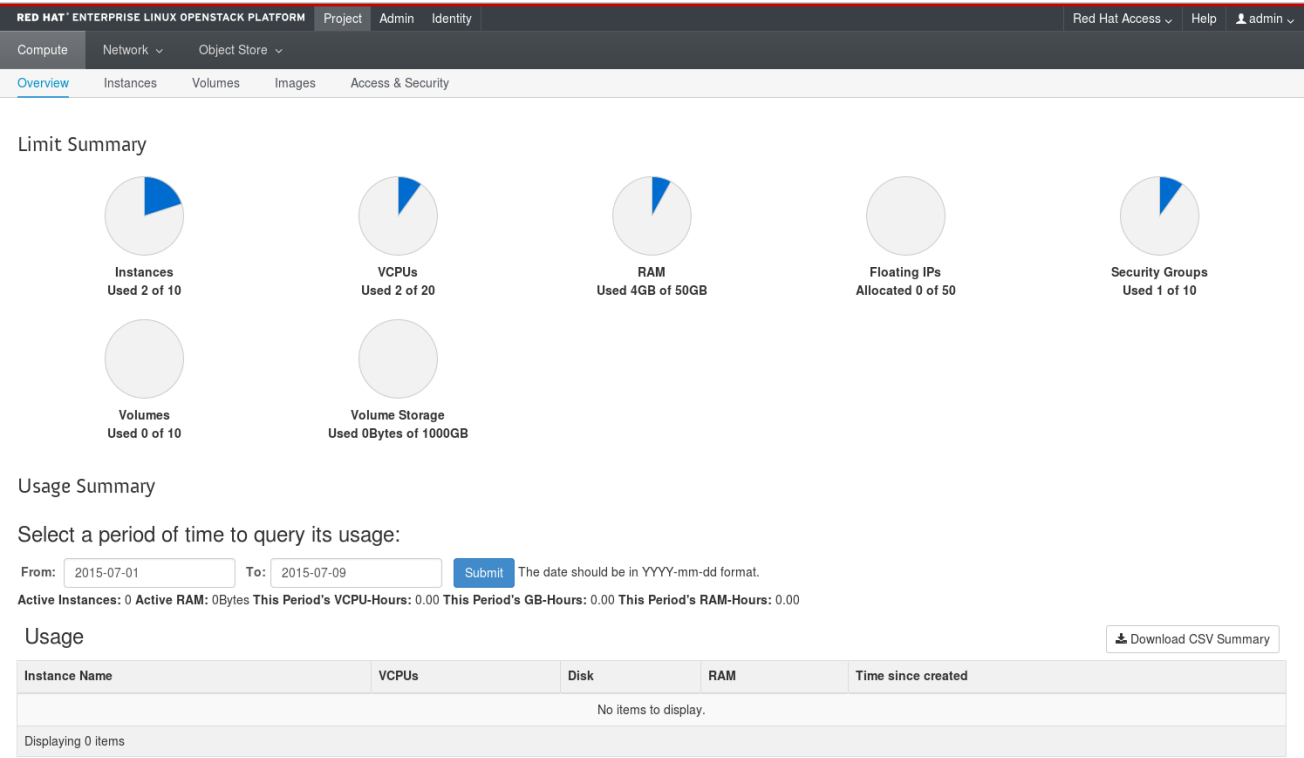 RED HAT® ENTERPRISE LINUX OPENSTACK PLATFORM Project Admin Identity Red Hat Access Help admin
Compute Network Object Store
Overview Instances Volumes Images Access & Security
Limit Summary
Instances VCPUs RAM Floating IPs Security Groups
Used 2 of 10 Used 2 of 20 Used 4GB of 50GB Allocated 0 of 50 Used 1 of 10
Volumes Volume Storage
Used 0 of 10 Used 0Bytes of 1000GB
Usage Summary
Select a period of time to query its usage:
From: 2015-07-01 To: 2015-07-09 Submit The date should be in YYYY-mm-dd format.
Active Instances: 0 Active RAM: 0Bytes This Period's VCPU-Hours: 0.00 This Period's GB-Hours: 0.00 This Period's RAM-Hours: 0.00
Usage Download CSV Summary
Instance Name VCPUs Disk RAM Time since created
No items to display.
Displaying 0 items